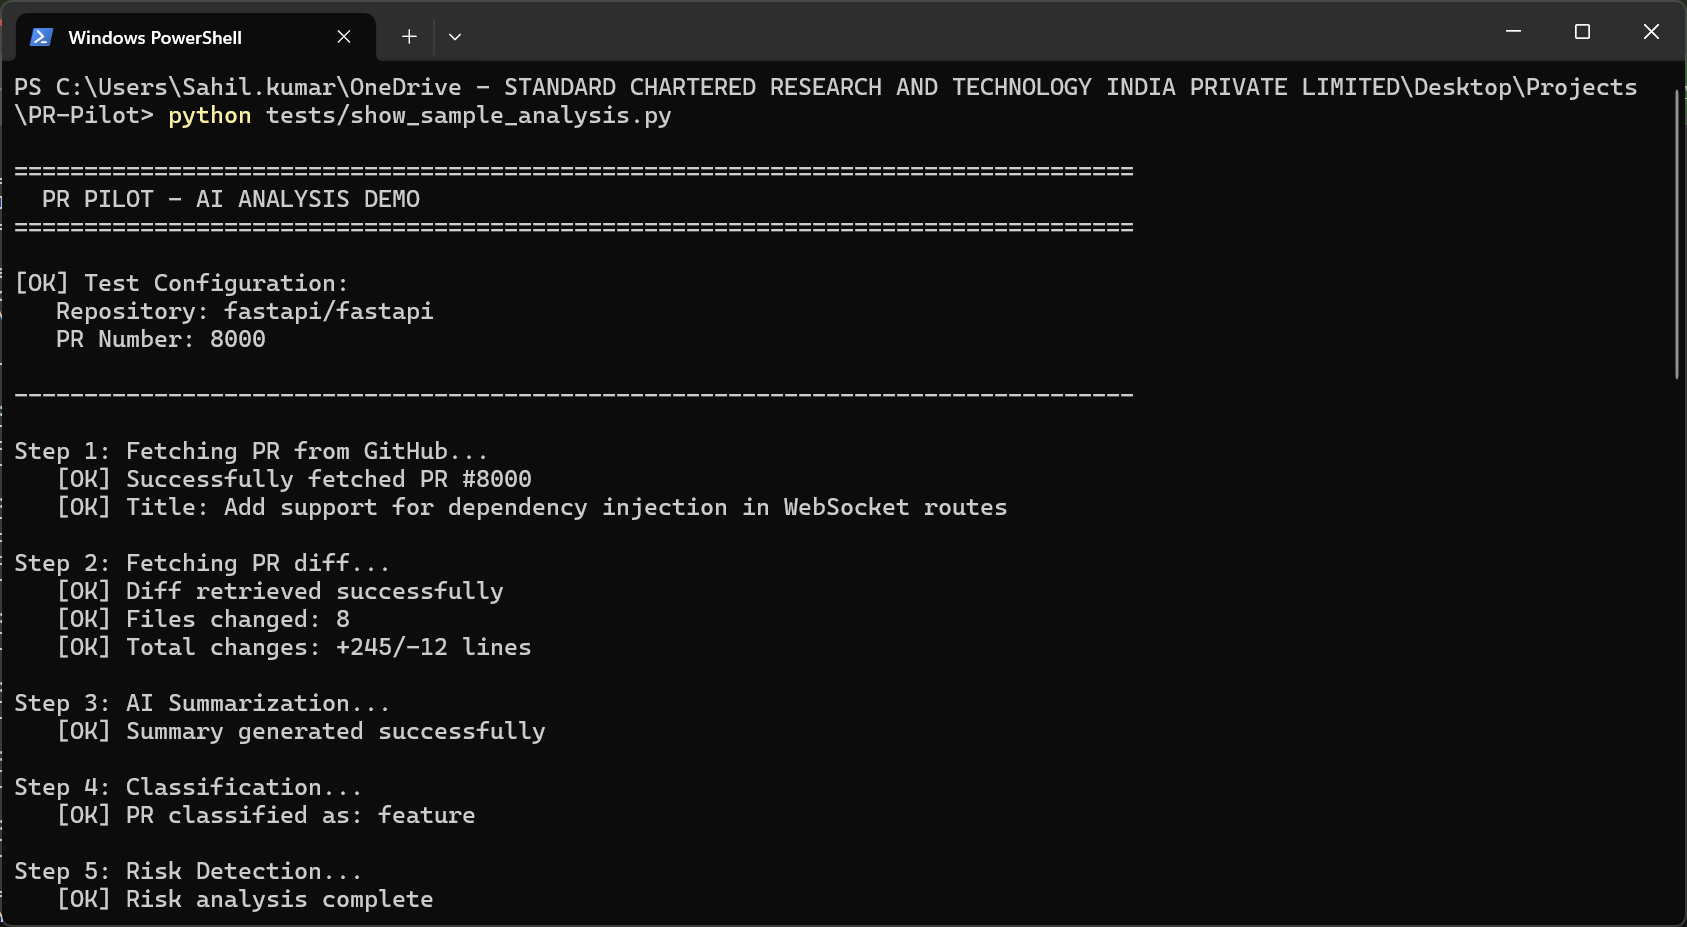 Windows PowerShell
PS C:\Users\Sahil.kumar\OneDrive - STANDARD CHARTERED RESEARCH AND TECHNOLOGY INDIA PRIVATE LIMITED\Desktop\Projects
\PR-Pilot> python tests/show_sample_analysis.py
================================================================================
PR PILOT - AI ANALYSIS DEMO
================================================================================
[OK] Test Configuration:
Repository: fastapi/fastapi
PR Number: 8000
--------------------------------------------------------------------------------
Step 1: Fetching PR from GitHub...
[OK] Successfully fetched PR #8000
[OK] Title: Add support for dependency injection in WebSocket routes
Step 2: Fetching PR diff...
[OK] Diff retrieved successfully
[OK] Files changed: 8
[OK] Total changes: +245/-12 lines
Step 3: AI Summarization...
[OK] Summary generated successfully
Step 4: Classification...
[OK] PR classified as: feature
Step 5: Risk Detection...
[OK] Risk analysis complete